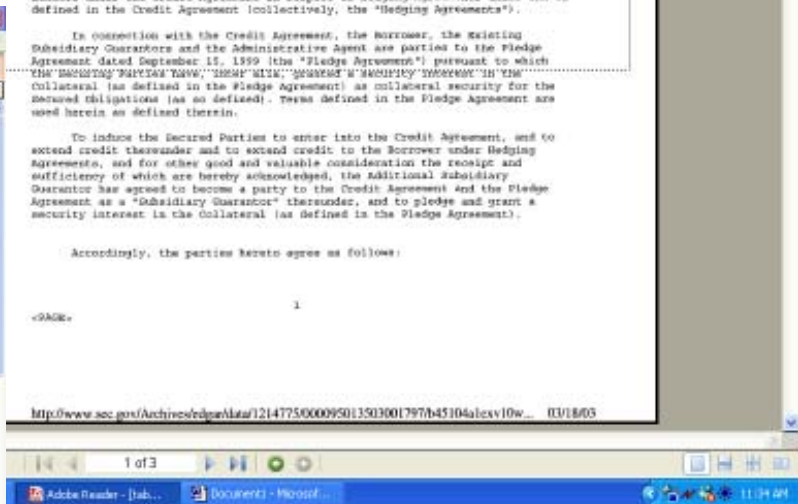 defined in the Credit Agreement (collectively, the "Hedging Agreements").
In connection with the Credit Agreement, the Borrower, the Existing
Subsidiary Guarantors and the Administrative Agent are parties to the Pledge
Agreement dated September 15, 1999 (the "Pledge Agreement") pursuant to which
the Securing Parties have, inter alia, granted a security interest in the
Collateral (as defined in the Pledge Agreement) as collateral security for the
Secured Obligations (as so defined). Terms defined in the Pledge Agreement are
used herein as defined therein.
To induce the Secured Parties to enter into the Credit Agreement, and to
extend credit thereunder and to extend credit to the Borrower under Hedging
Agreements, and for other good and valuable consideration the receipt and
sufficiency of which are hereby acknowledged, the Additional Subsidiary
Guarantor has agreed to become a party to the Credit Agreement and the Pledge
Agreement as a "Subsidiary Guarantor" thereunder, and to pledge and grant a
security interest in the Collateral (as defined in the Pledge Agreement).
Accordingly, the parties hereto agree as follows:
1
<PAGE>
http://www.sec.gov/Archives/edgar/data/1214775/000095013503001797/b45104a1exv10w... 03/18/03
1 of 3
Adobe Reader - [tab... Document1 - Microsof... 11:34 AM